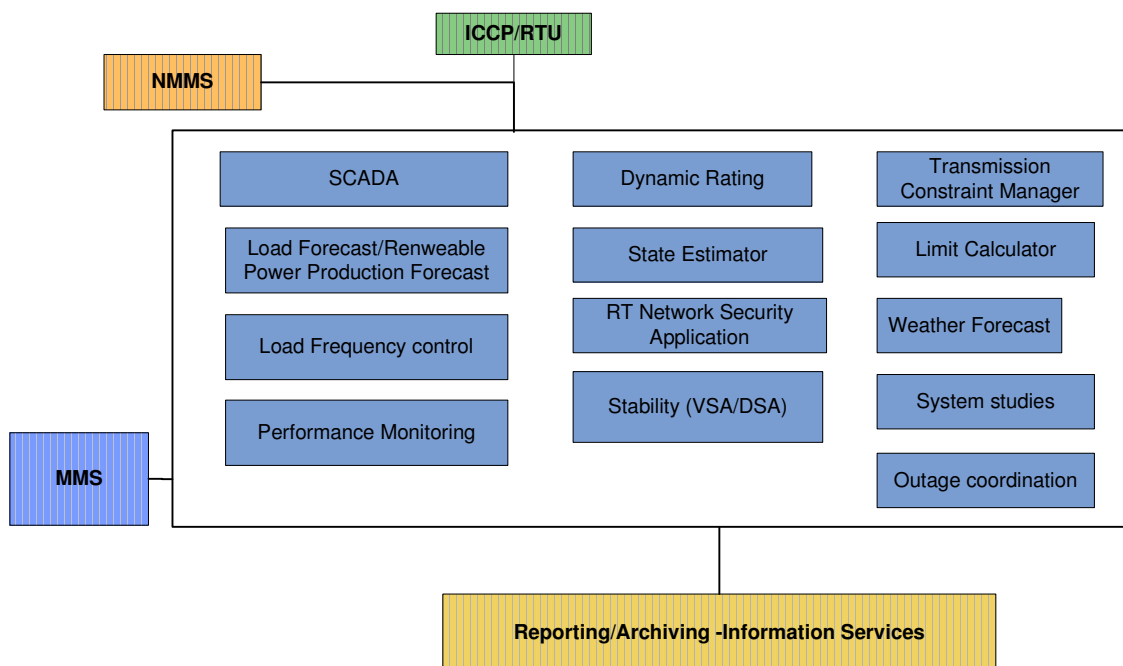 ICCP/RTU
NMMS
SCADA
Dynamic Rating
Transmission
Constraint Manager
Load Forecast/Renweable
Power Production Forecast
State Estimator
Limit Calculator
RT Network Security
Application
Weather Forecast
Load Frequency control
Stability (VSA/DSA)
System studies
Performance Monitoring
MMS
Outage coordination
Reporting/Archiving -Information Services